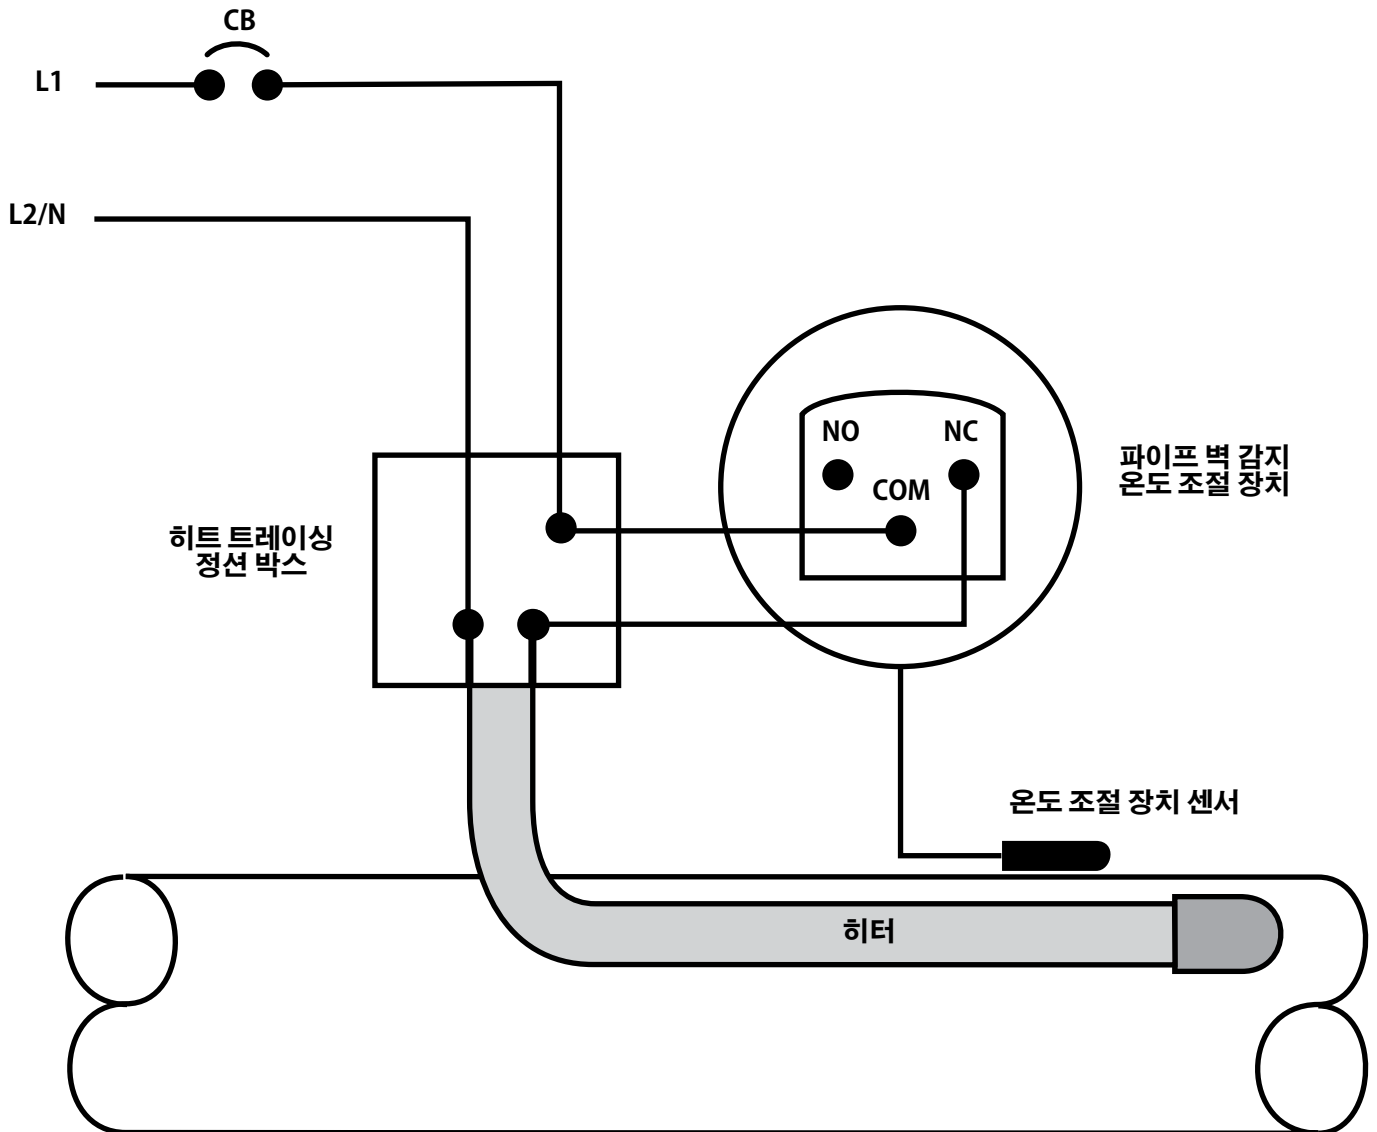 CB
L1
L2/N
NO
NC
COM
파이프 벽 감지
온도 조절 장치
히트 트레이싱
정션 박스
온도 조절 장치 센서
히터